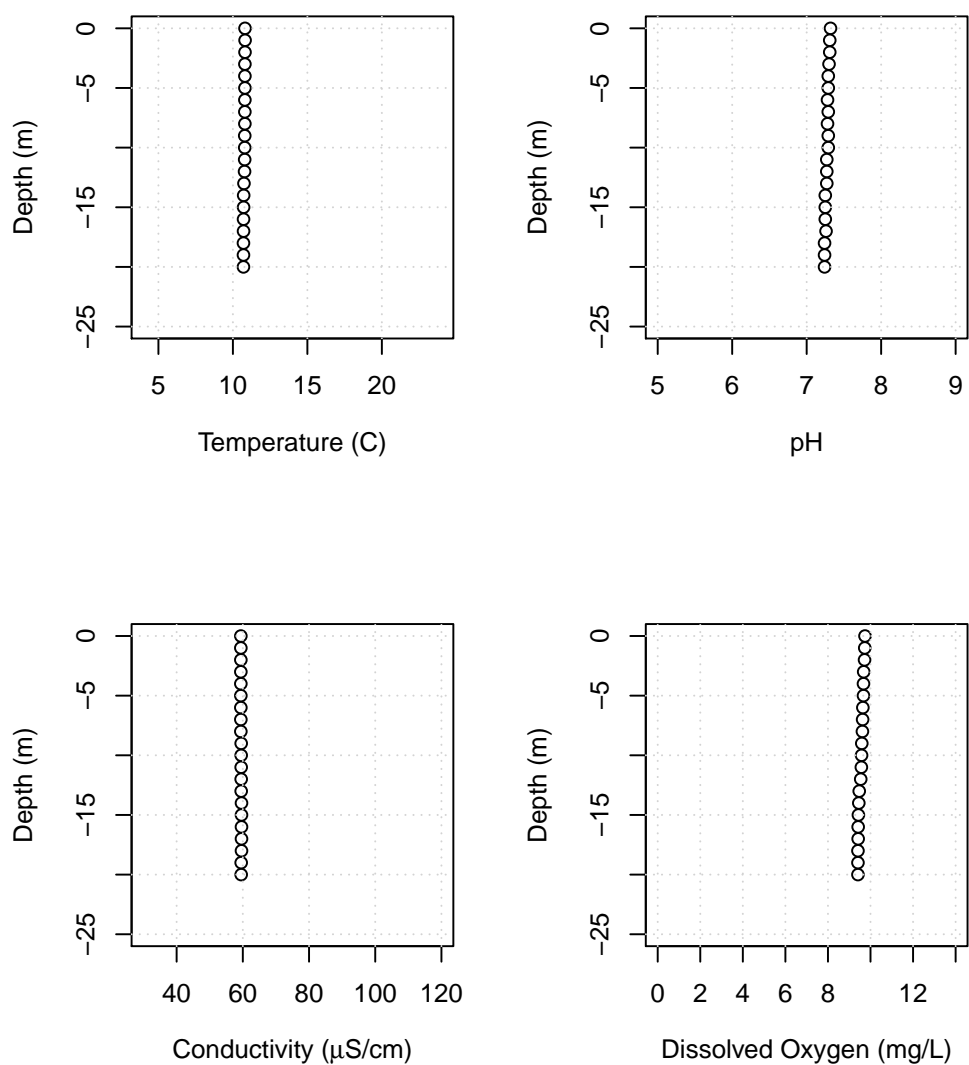 0
−5
−15
−25
Depth (m)
5 10 15 20
Temperature (C)
0
−5
−15
−25
Depth (m)
5 6 7 8 9
pH
0
−5
−15
−25
Depth (m)
40 60 80 100 120
Conductivity (μS/cm)
0
−5
−15
−25
Depth (m)
0 2 4 6 8 12
Dissolved Oxygen (mg/L)